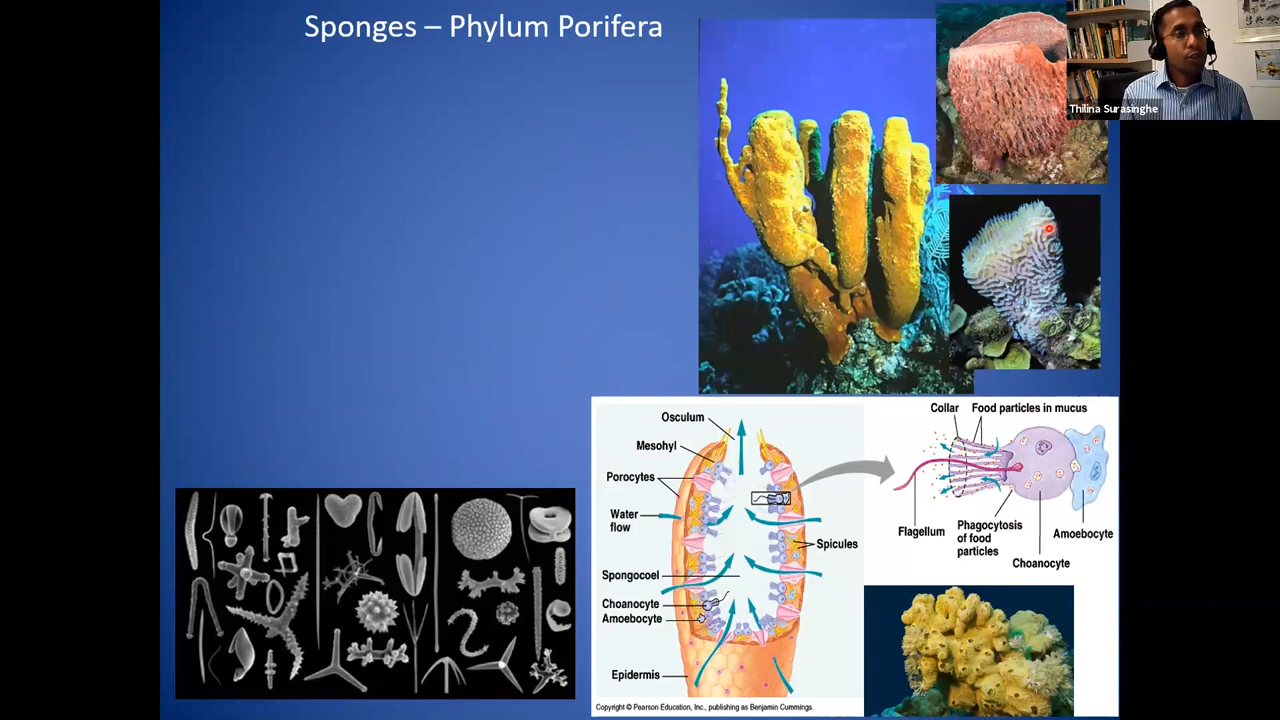 Sponges – Phylum Porifera
Thilina Surasinghe
Osculum
Mesohyl
Porocytes
Water
flow
Spongocoel
Choanocyte
Amoebocyte
Epidermis
Spicules
Collar
Food particles in mucus
Flagellum
Phagocytosis
of food
particles
Choanocyte
Amoebocyte
Copyright © Pearson Education, Inc., publishing as Benjamin Cummings.